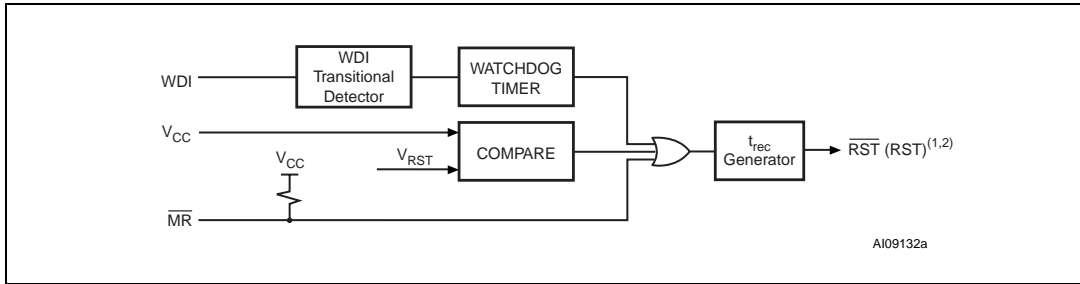 WDI
WDI
Transitional
Detector
WATCHDOG
TIMER
VCC
VRST
COMPARE
VCC
MR
trec
Generator
RST (RST)(1,2)
AI09132a